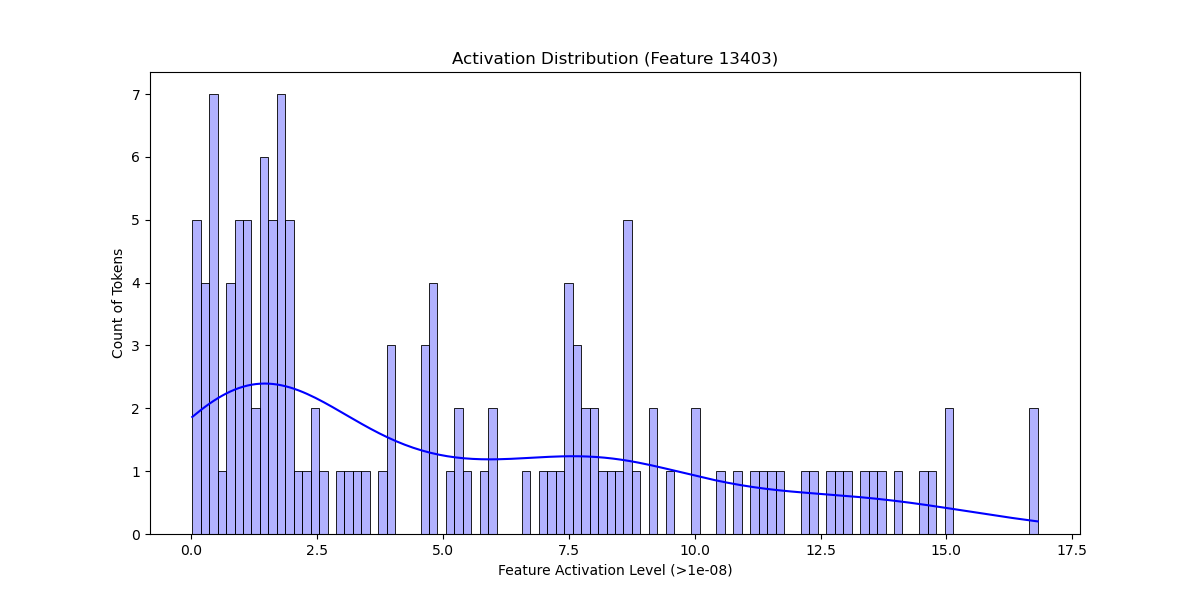 Activation Distribution (Feature 13403)
7
6
5
4
3
2
1
0
Count of Tokens
0.0 2.5 5.0 7.5 10.0 12.5 15.0 17.5
Feature Activation Level (>1e-08)